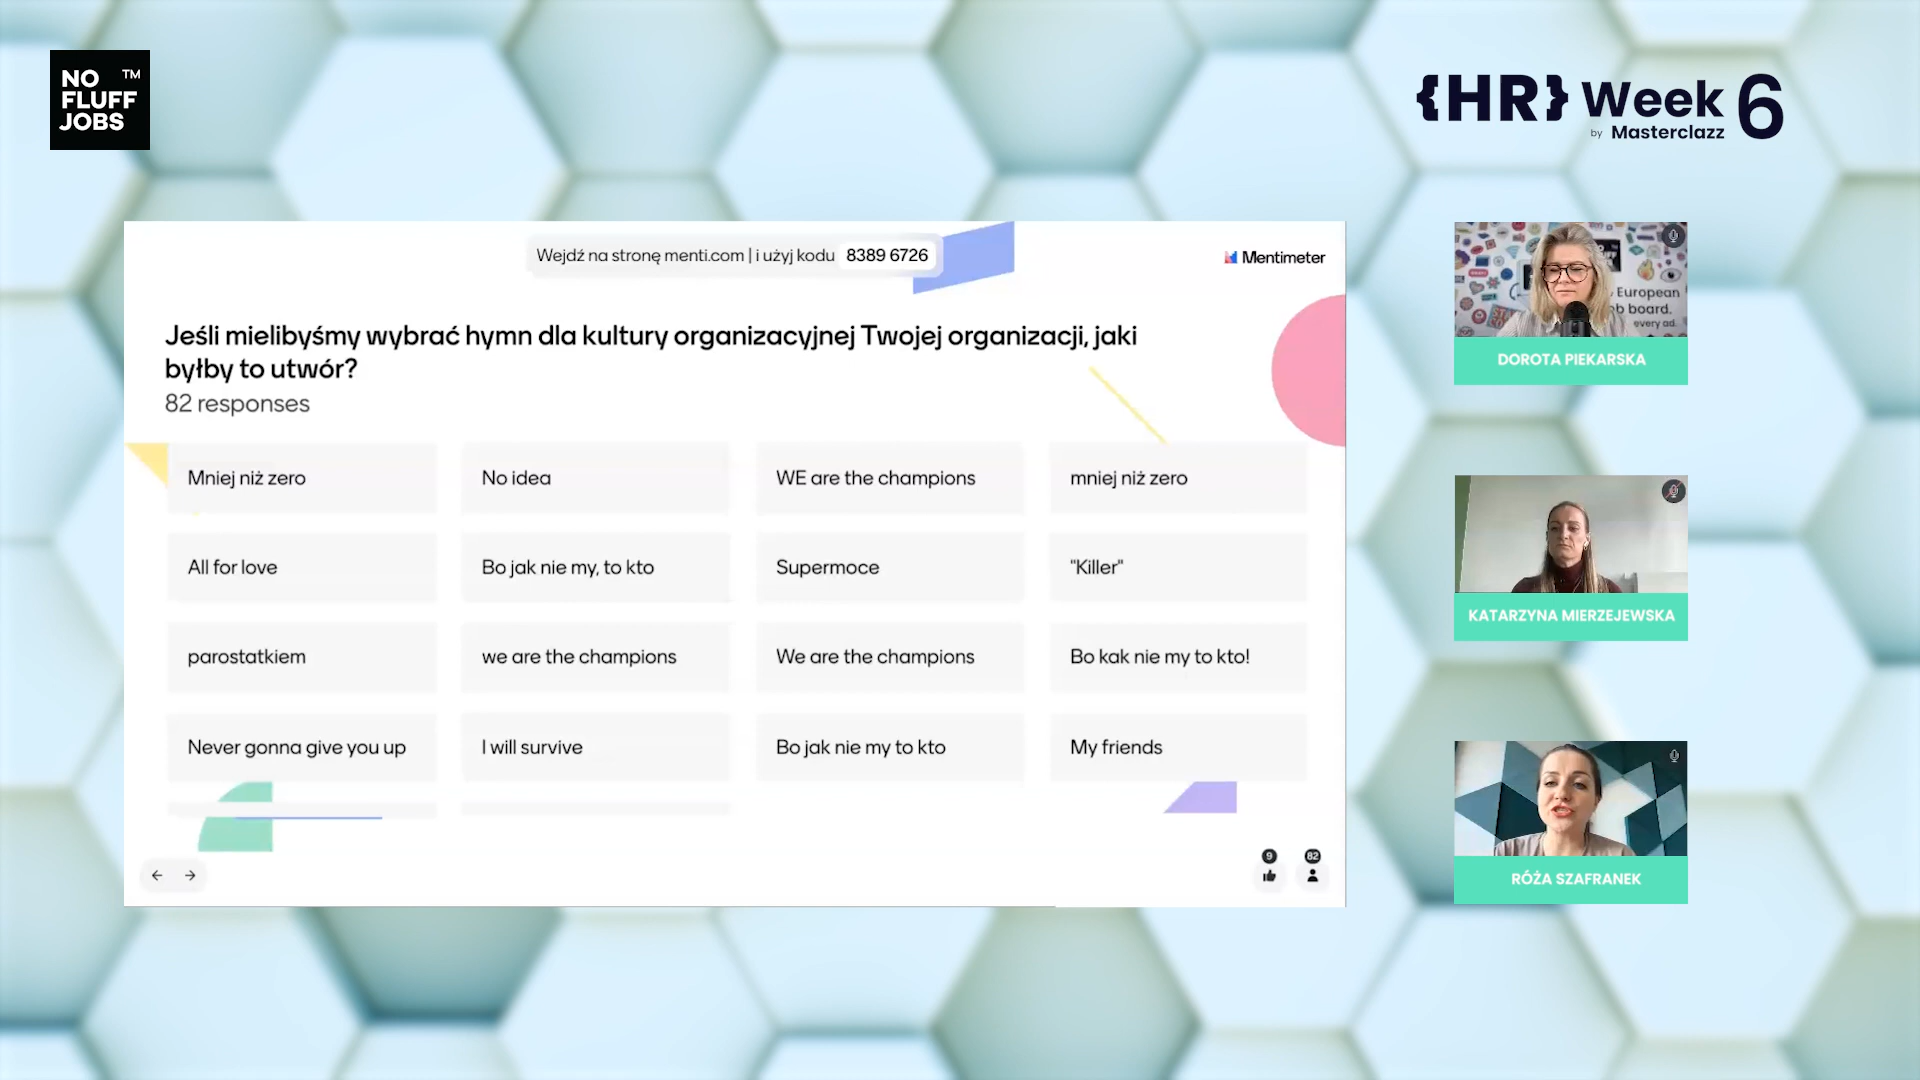 NO TM
FLUFF
JOBS
{HR} Week 6
by Masterclazz
Wejdź na stronę menti.com | i użyj kodu 8389 6726
Mentimeter
Jeśli mielibyśmy wybrać hymn dla kultury organizacyjnej Twojej organizacji, jaki
byłby to utwór?
82 responses
Mniej niż zero
No idea
WE are the champions
mniej niż zero
All for love
Bo jak nie my, to kto
Supermoce
"Killer"
parostatkiem
we are the champions
We are the champions
Bo kak nie my to kto!
Never gonna give you up
I will survive
Bo jak nie my to kto
My friends
9
82
European
board.
every ad.
DOROTA PIEKARSKA
KATARZYNA MIERZEJEWSKA
RÓŻA SZAFRANEK